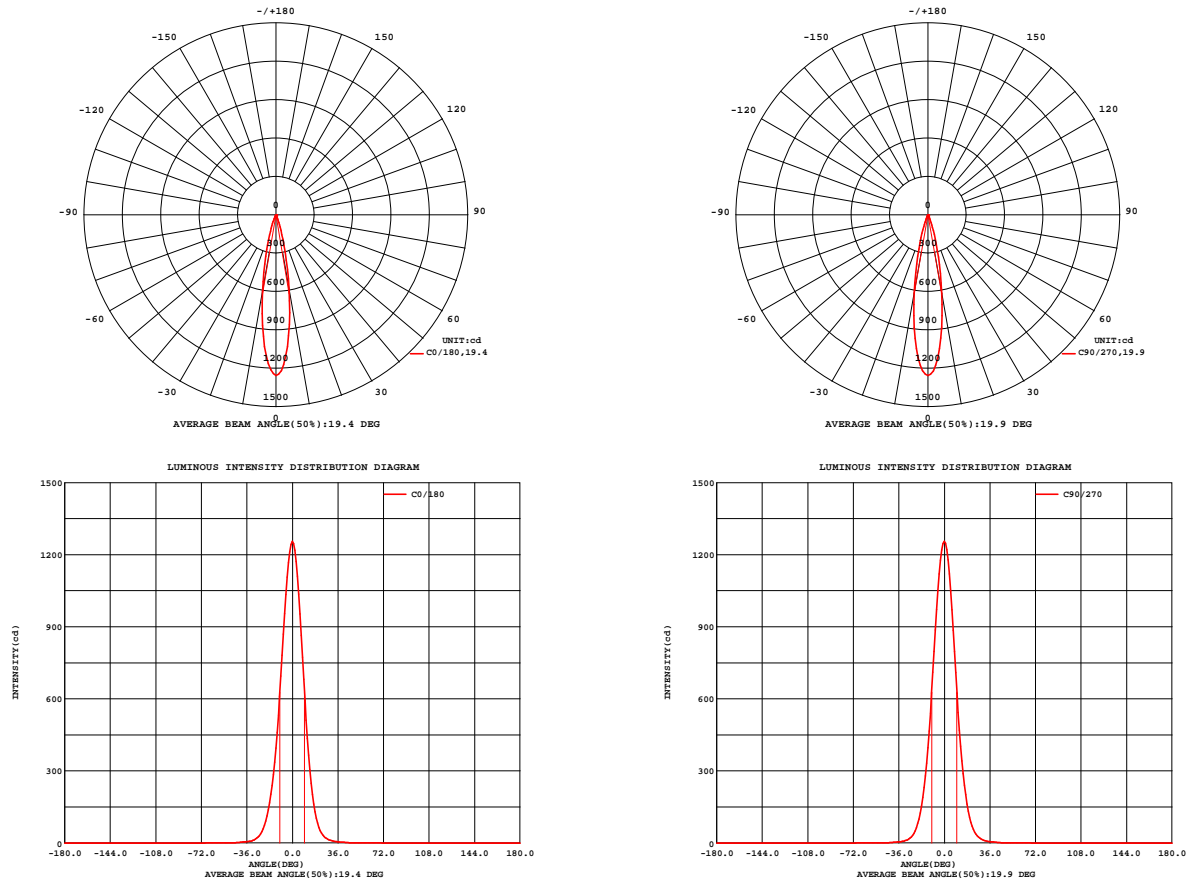 -/+180
-150 150
-120 120
-90 90
0
300
-60 60
600
900
UNIT:cd
C0/180,19.4
1200
-30 30
1500
0
AVERAGE BEAM ANGLE(50%):19.4 DEG
-/+180
-150 150
-120 120
-90 90
0
300
-60 60
600
900
UNIT:cd
C90/270,19.9
1200
-30 30
1500
0
AVERAGE BEAM ANGLE(50%):19.9 DEG
LUMINOUS INTENSITY DISTRIBUTION DIAGRAM
C0/180
1500
1200
900
600
300
0
INTENSITY(cd)
-180.0 -144.0 -108.0 -72.0 -36.0 0.0 36.0 72.0 108.0 144.0 180.0
ANGLE(DEG)
AVERAGE BEAM ANGLE(50%):19.4 DEG
LUMINOUS INTENSITY DISTRIBUTION DIAGRAM
C90/270
1500
1200
900
600
300
0
INTENSITY(cd)
-180.0 -144.0 -108.0 -72.0 -36.0 0.0 36.0 72.0 108.0 144.0 180.0
ANGLE(DEG)
AVERAGE BEAM ANGLE(50%):19.9 DEG